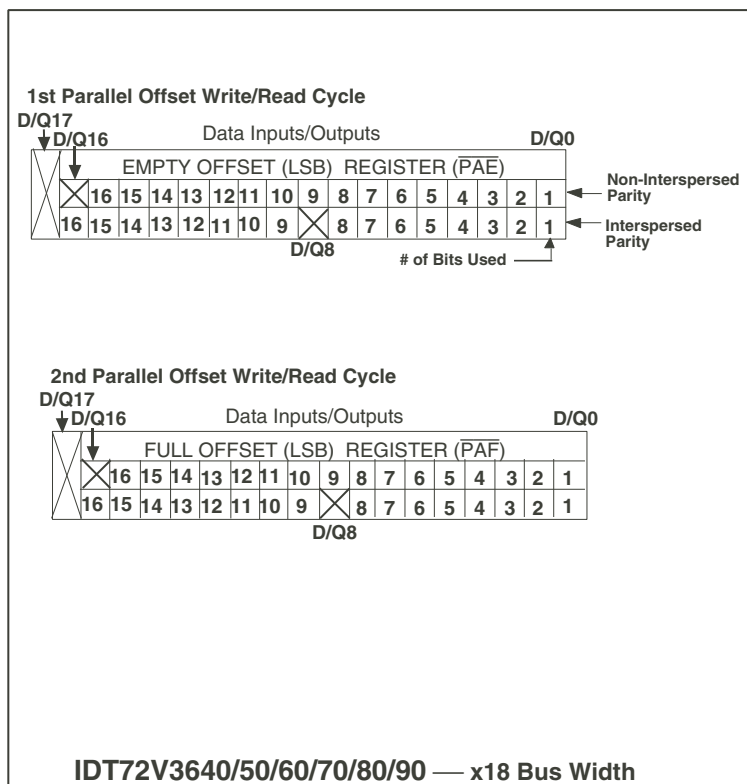 1st Parallel Offset Write/Read Cycle
D/Q17
D/Q16 Data Inputs/Outputs D/Q0
EMPTY OFFSET (LSB) REGISTER (PAE)
16 15 14 13 12 11 10 9 8 7 6 5 4 3 2 1
Non-Interspersed
Parity
16 15 14 13 12 11 10 9 8 7 6 5 4 3 2 1
Interspersed
Parity
D/Q8
# of Bits Used
2nd Parallel Offset Write/Read Cycle
D/Q17
D/Q16 Data Inputs/Outputs D/Q0
FULL OFFSET (LSB) REGISTER (PAF)
16 15 14 13 12 11 10 9 8 7 6 5 4 3 2 1
16 15 14 13 12 11 10 9 8 7 6 5 4 3 2 1
D/Q8
IDT72V3640/50/60/70/80/90 — x18 Bus Width